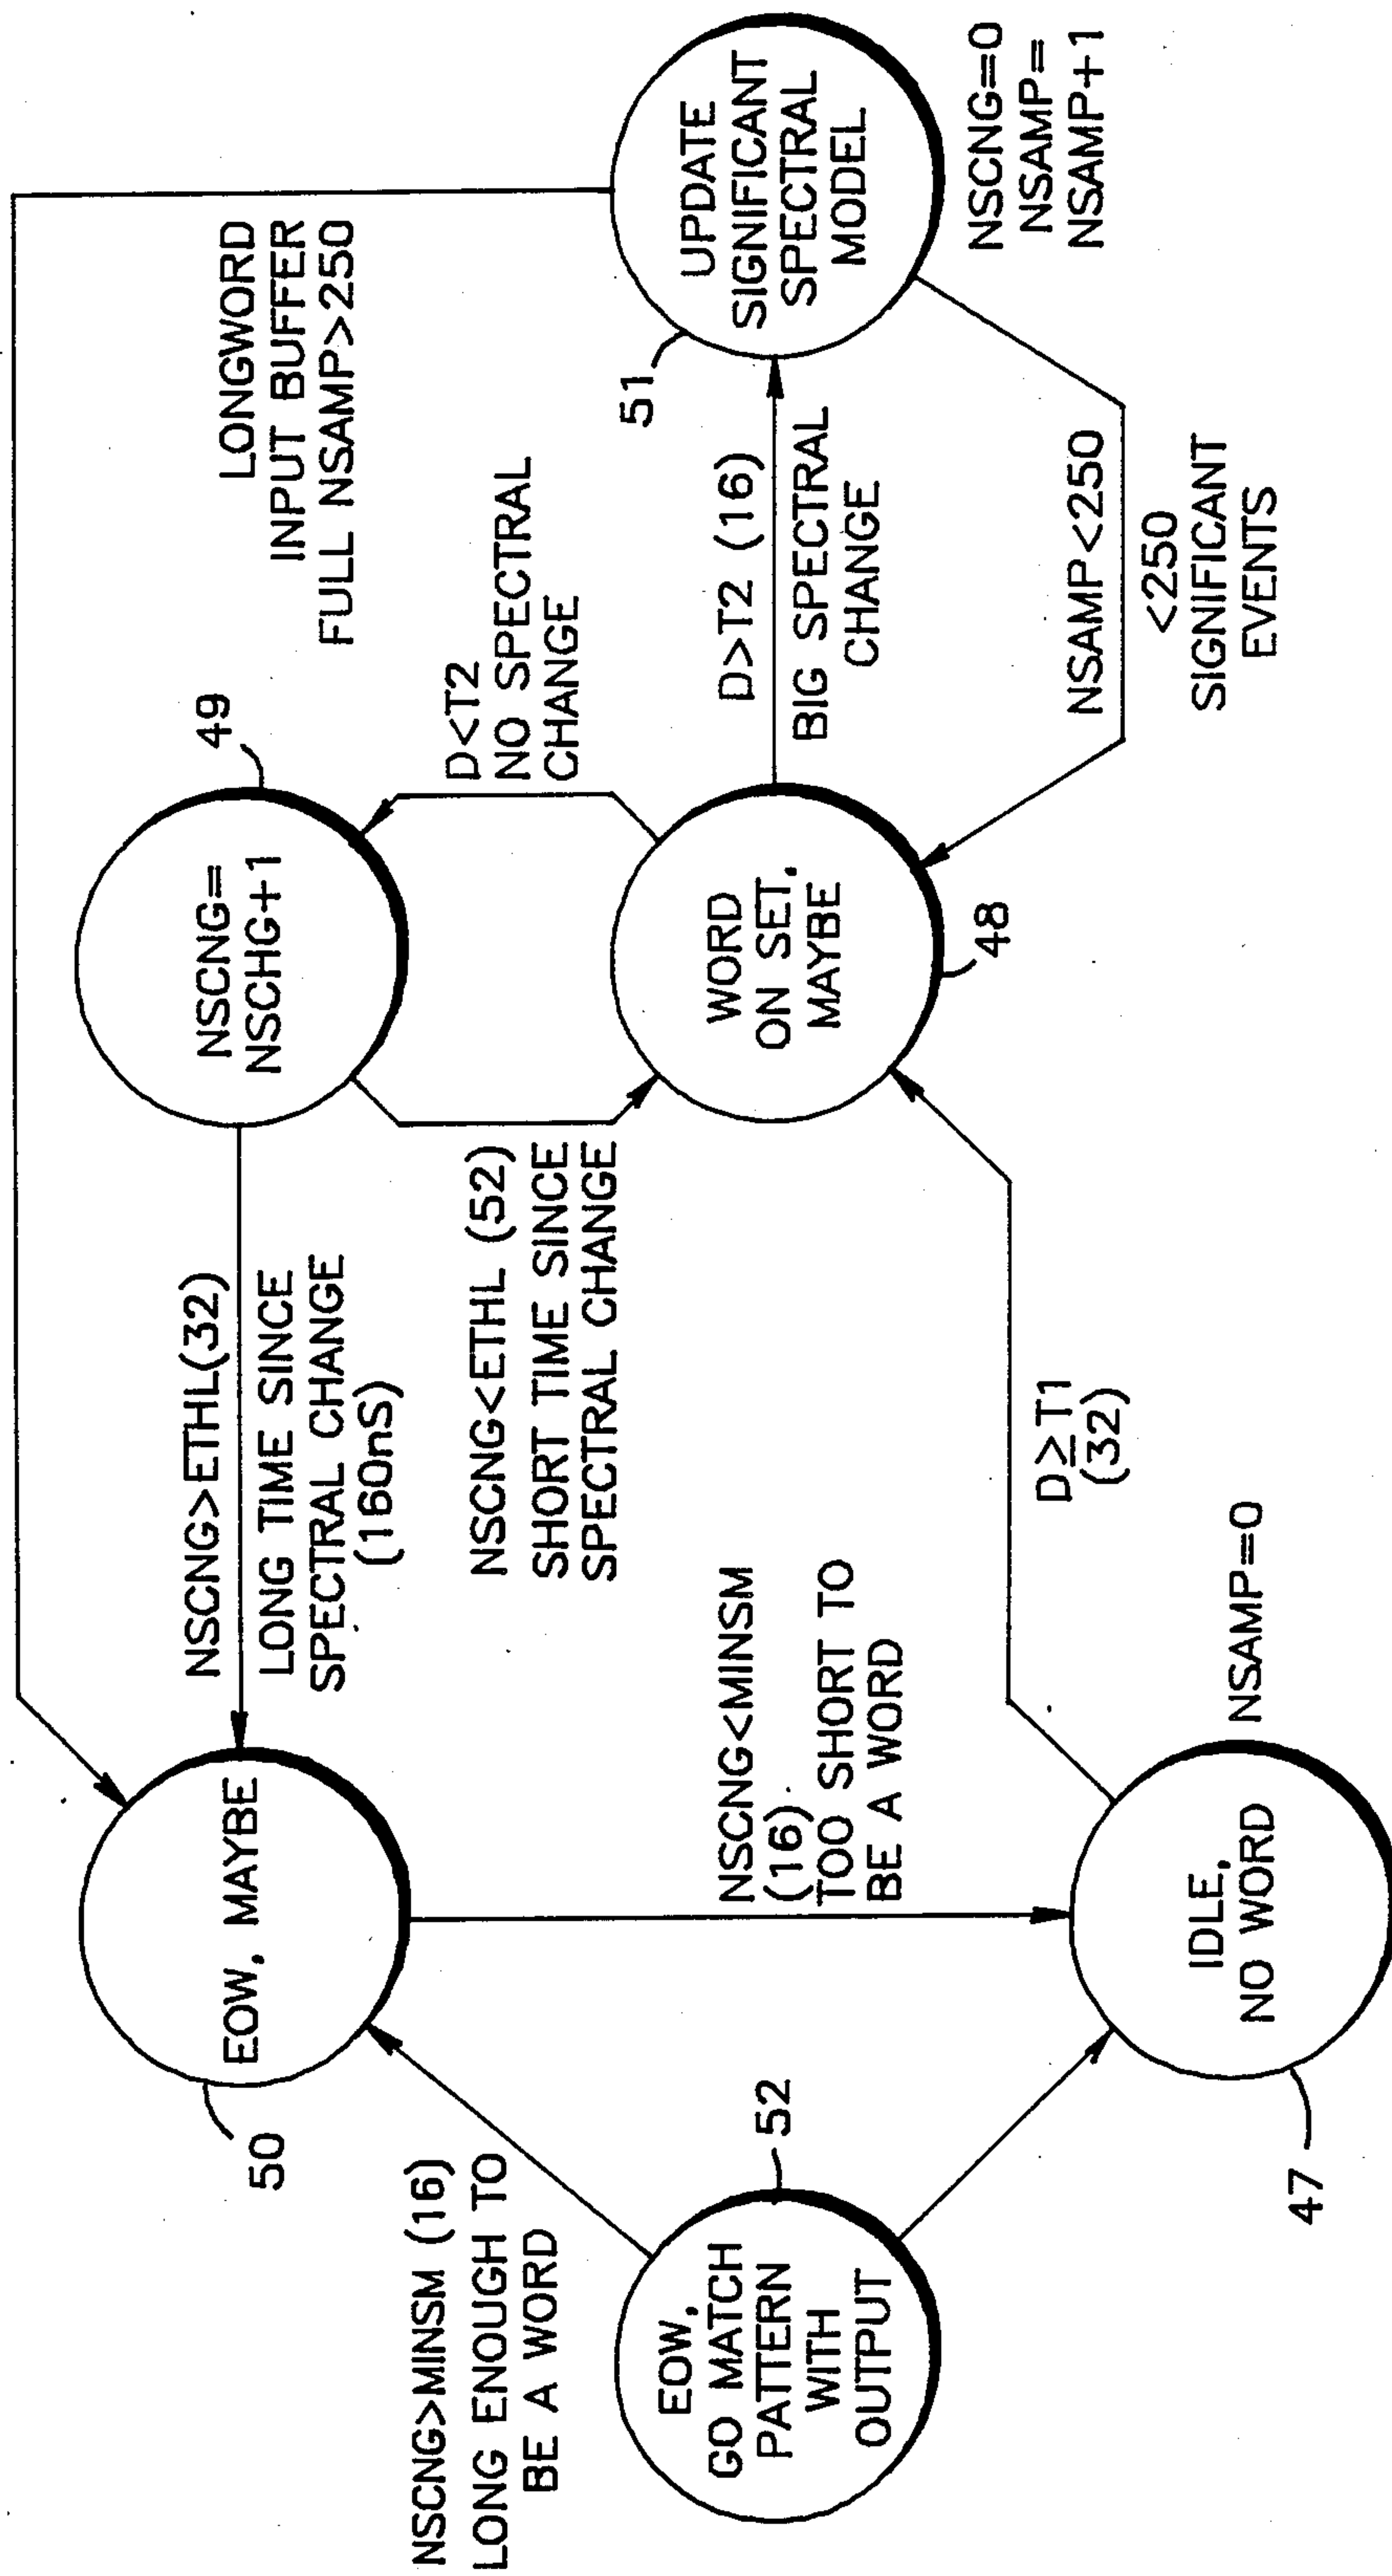 LONGWORD
INPUT BUFFER
FULL NSAMP>250
49
NSCNG=
NSCHG+1
NSCNG>ETHL(32)
LONG TIME SINCE
SPECTRAL CHANGE
(160nS)
EOW, MAYBE
50
NSCNG>MINSM (16)
LONG ENOUGH TO
BE A WORD
D<T2
NO SPECTRAL
CHANGE
NSCNG<ETHL (52)
SHORT TIME SINCE
SPECTRAL CHANGE
51
UPDATE
SIGNIFICANT
SPECTRAL
MODEL
NSCNG=0
NSAMP=
NSAMP+1
D>T2 (16)
BIG SPECTRAL
CHANGE
WORD
ON SET,
MAYBE
48
NSCNG<MINSM
(16)
TOO SHORT TO
BE A WORD
52
EOW,
GO MATCH
PATTERN
WITH
OUTPUT
NSAMP<250
<250
SIGNIFICANT
EVENTS
D≥T1
(32)
NSAMP=0
IDLE,
NO WORD
47